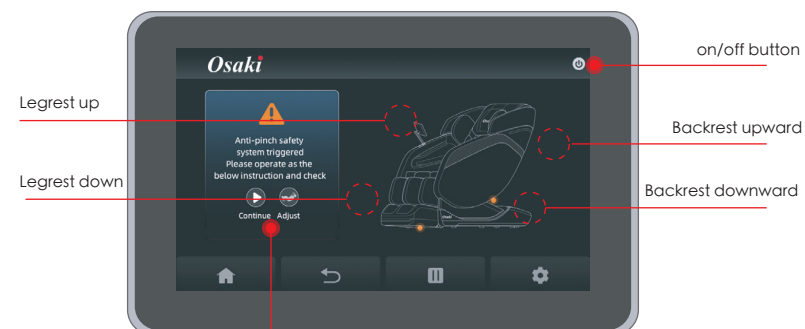 Osaki
on/off button
Legrest up
Backrest upward
Anti-pinch safety
system triggered
Please operate as the
below instruction and check
Legrest down
Backrest downward
Continue Adjust
Osaki